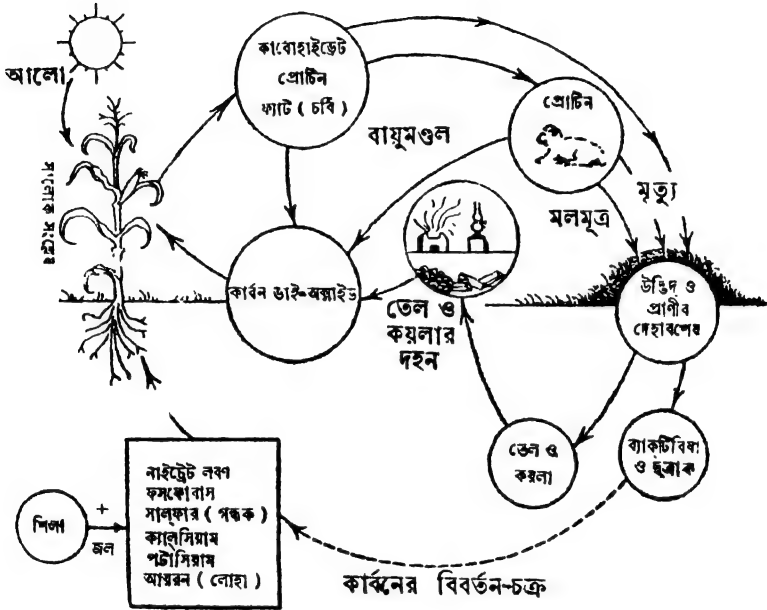 আলো
সালোক সংশ্লেষ
কার্বোহাইড্রেট
প্রোটিন
ফ্যাট ( চর্বি )
প্রোটিন
বায়ুমণ্ডল
মৃত্যু
মলমূত্র
কার্বন ডাই-অক্সাইড
তেল ও
কয়লার
দহন
উদ্ভিদ ও
প্রাণীর
দেহাবশেষ
তেল ও
কয়লা
ব্যাকটিরিয়া
ও ছত্রাক
শিলা
+
জল
নাইট্রেট লবণ
ফসফোরাস
সাল্‌ফার ( গন্ধক )
ক্যালসিয়াম
পটাসিয়াম
আয়রন ( লোহা )
কার্বনের বিবর্তন-চক্র